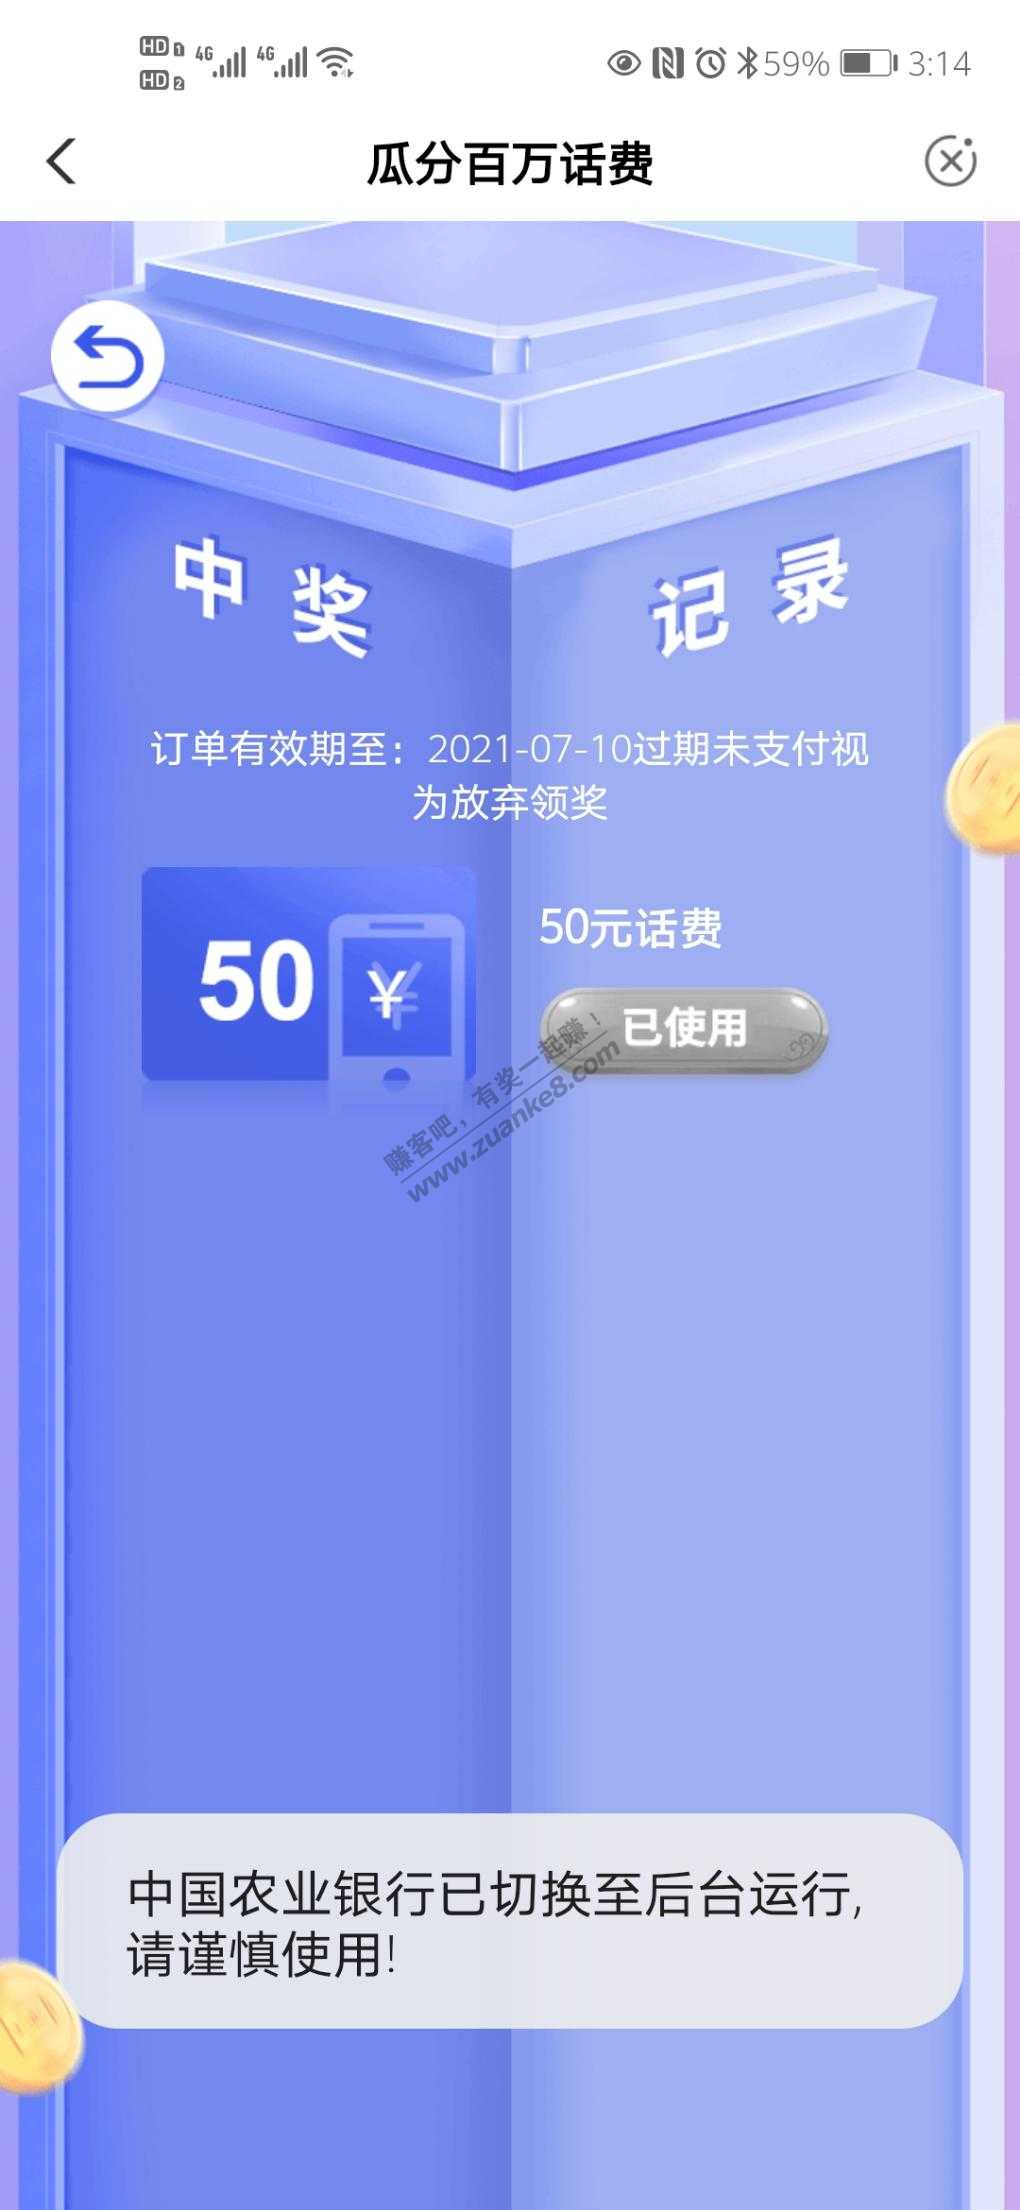 HD 1 4G 4G 59% 3:14
HD 2
瓜分百万话费
中奖记录
订单有效期至：2021-07-10过期未支付视
为放弃领奖
50 ¥
50元话费
已使用
赚客吧，有奖一起赚！
www.zuanke8.com
中国农业银行已切换至后台运行,
请谨慎使用!